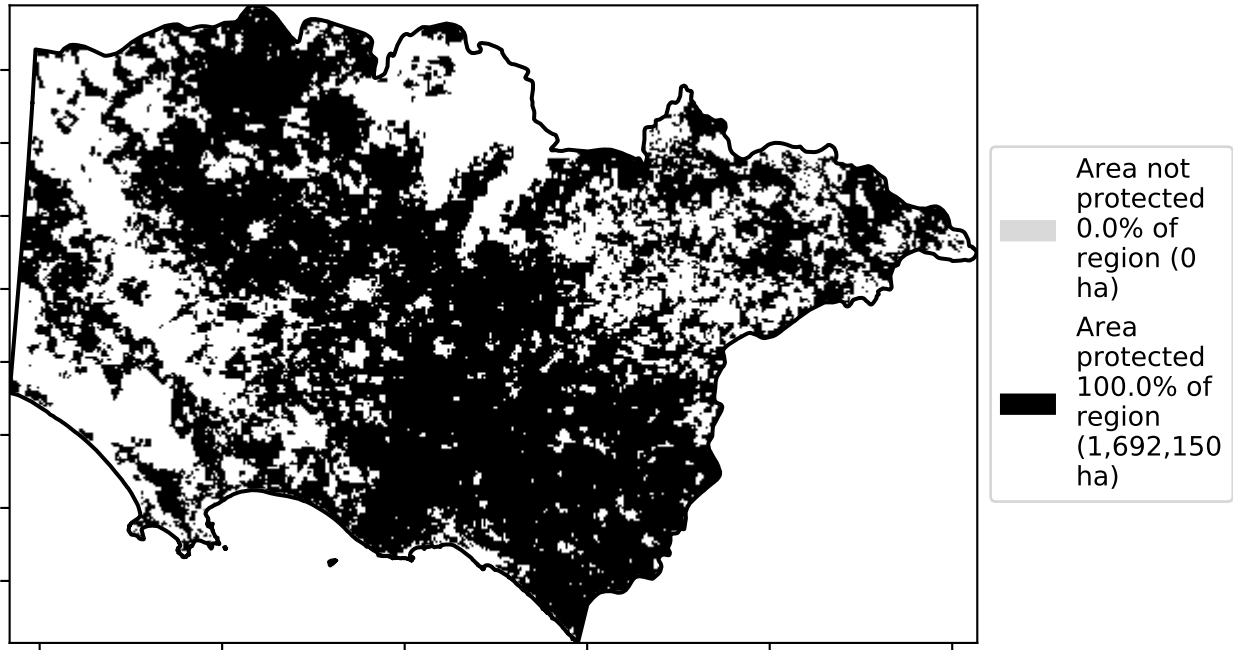 Area not
protected
0.0% of
region (0
ha)
Area
protected
100.0% of
region
(1,692,150
ha)